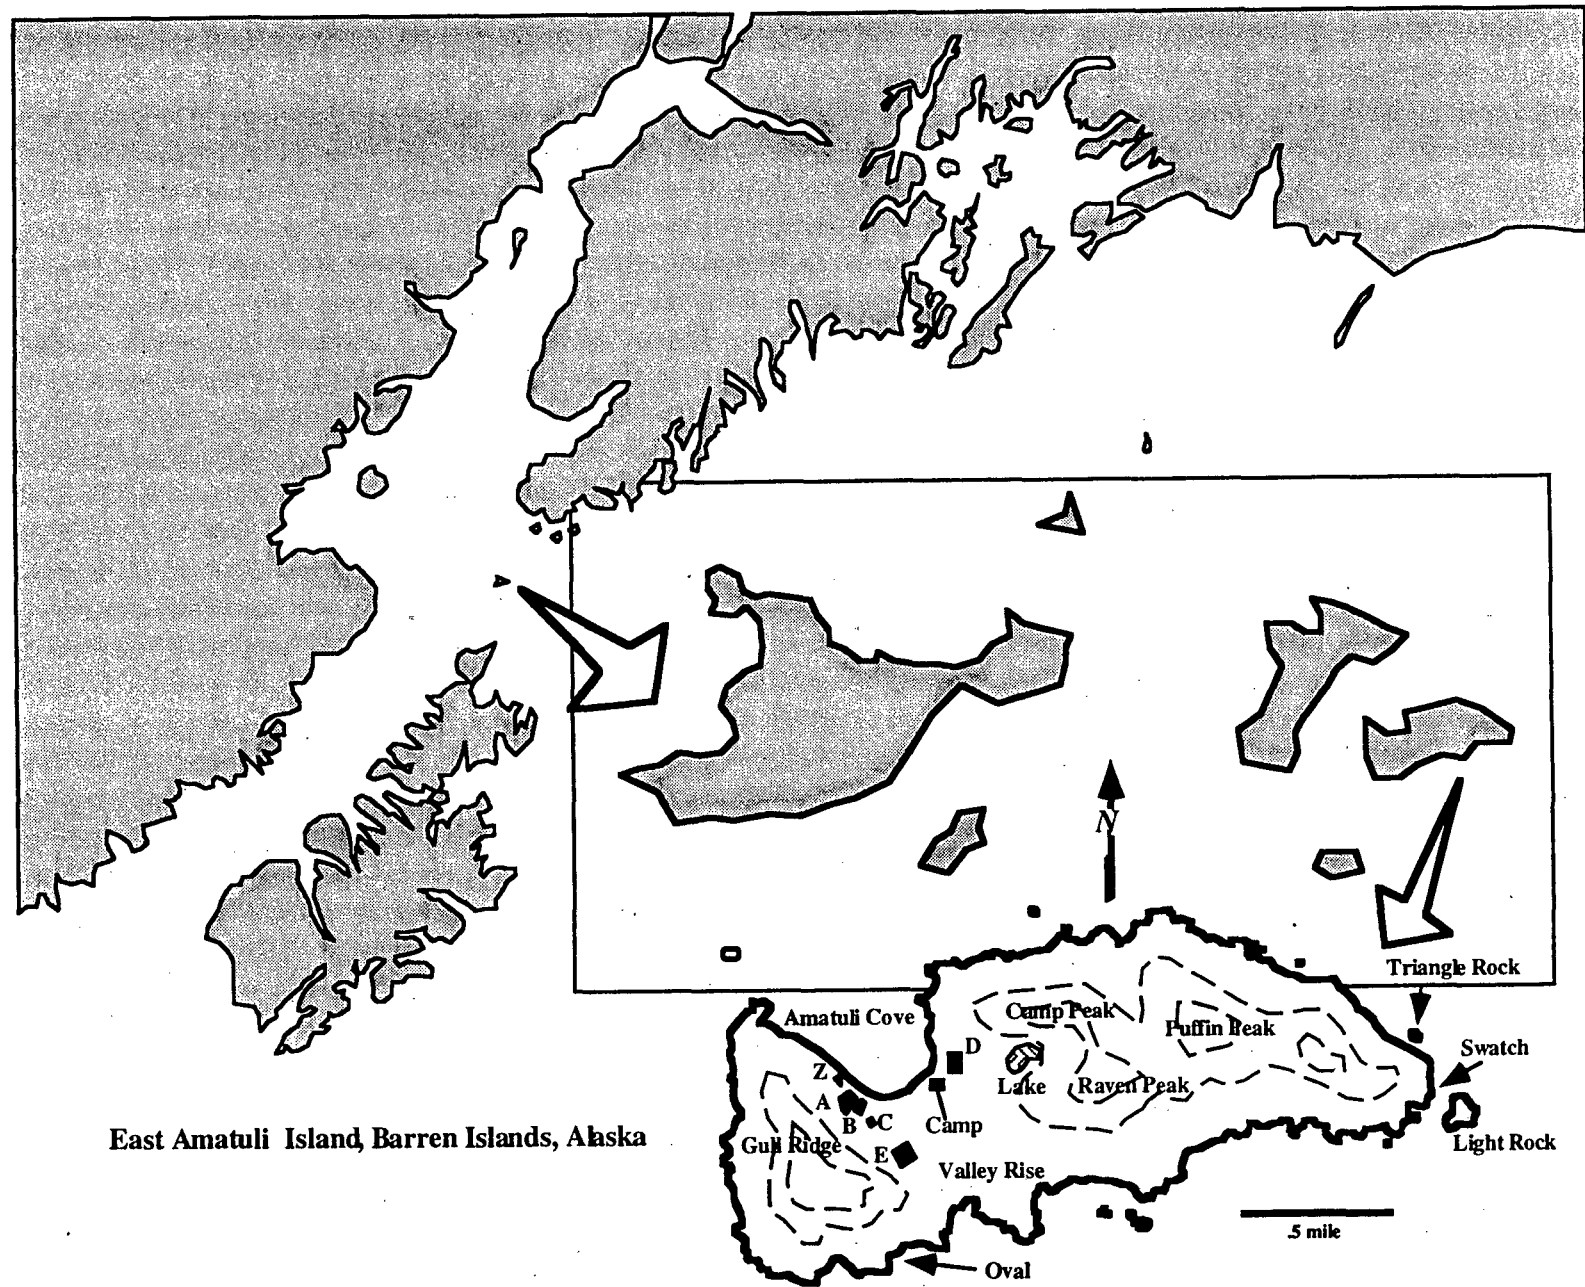 N
Triangle Rock
Amatuli Cove
Camp Peak
Puffin Peak
Swatch
Z
D
Lake
Raven Peak
A
B
C
Camp
East Amatuli Island, Barren Islands, Alaska
Gull Ridge
E
Light Rock
Valley Rise
.5 mile
Oval